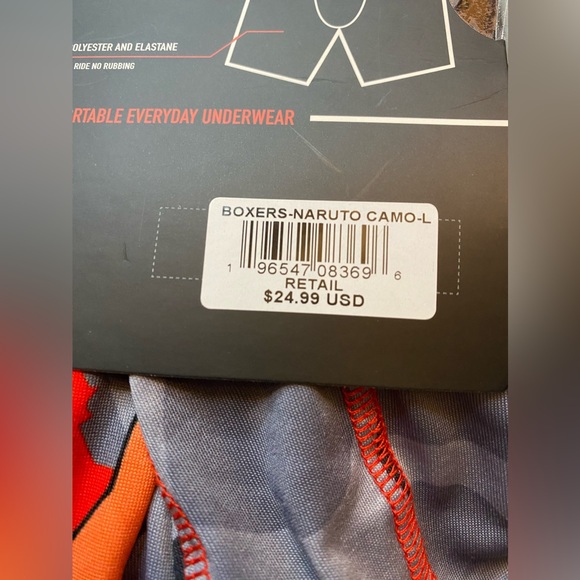 OLYESTER AND ELASTANE
RIDE NO RUBBING
RTABLE EVERYDAY UNDERWEAR
BOXERS-NARUTO CAMO-L
1 96547 08369 6
RETAIL
$24.99 USD